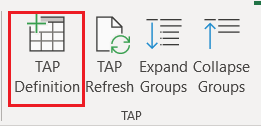 TAP TAP Expand Collapse
Definition Refresh Groups Groups
TAP